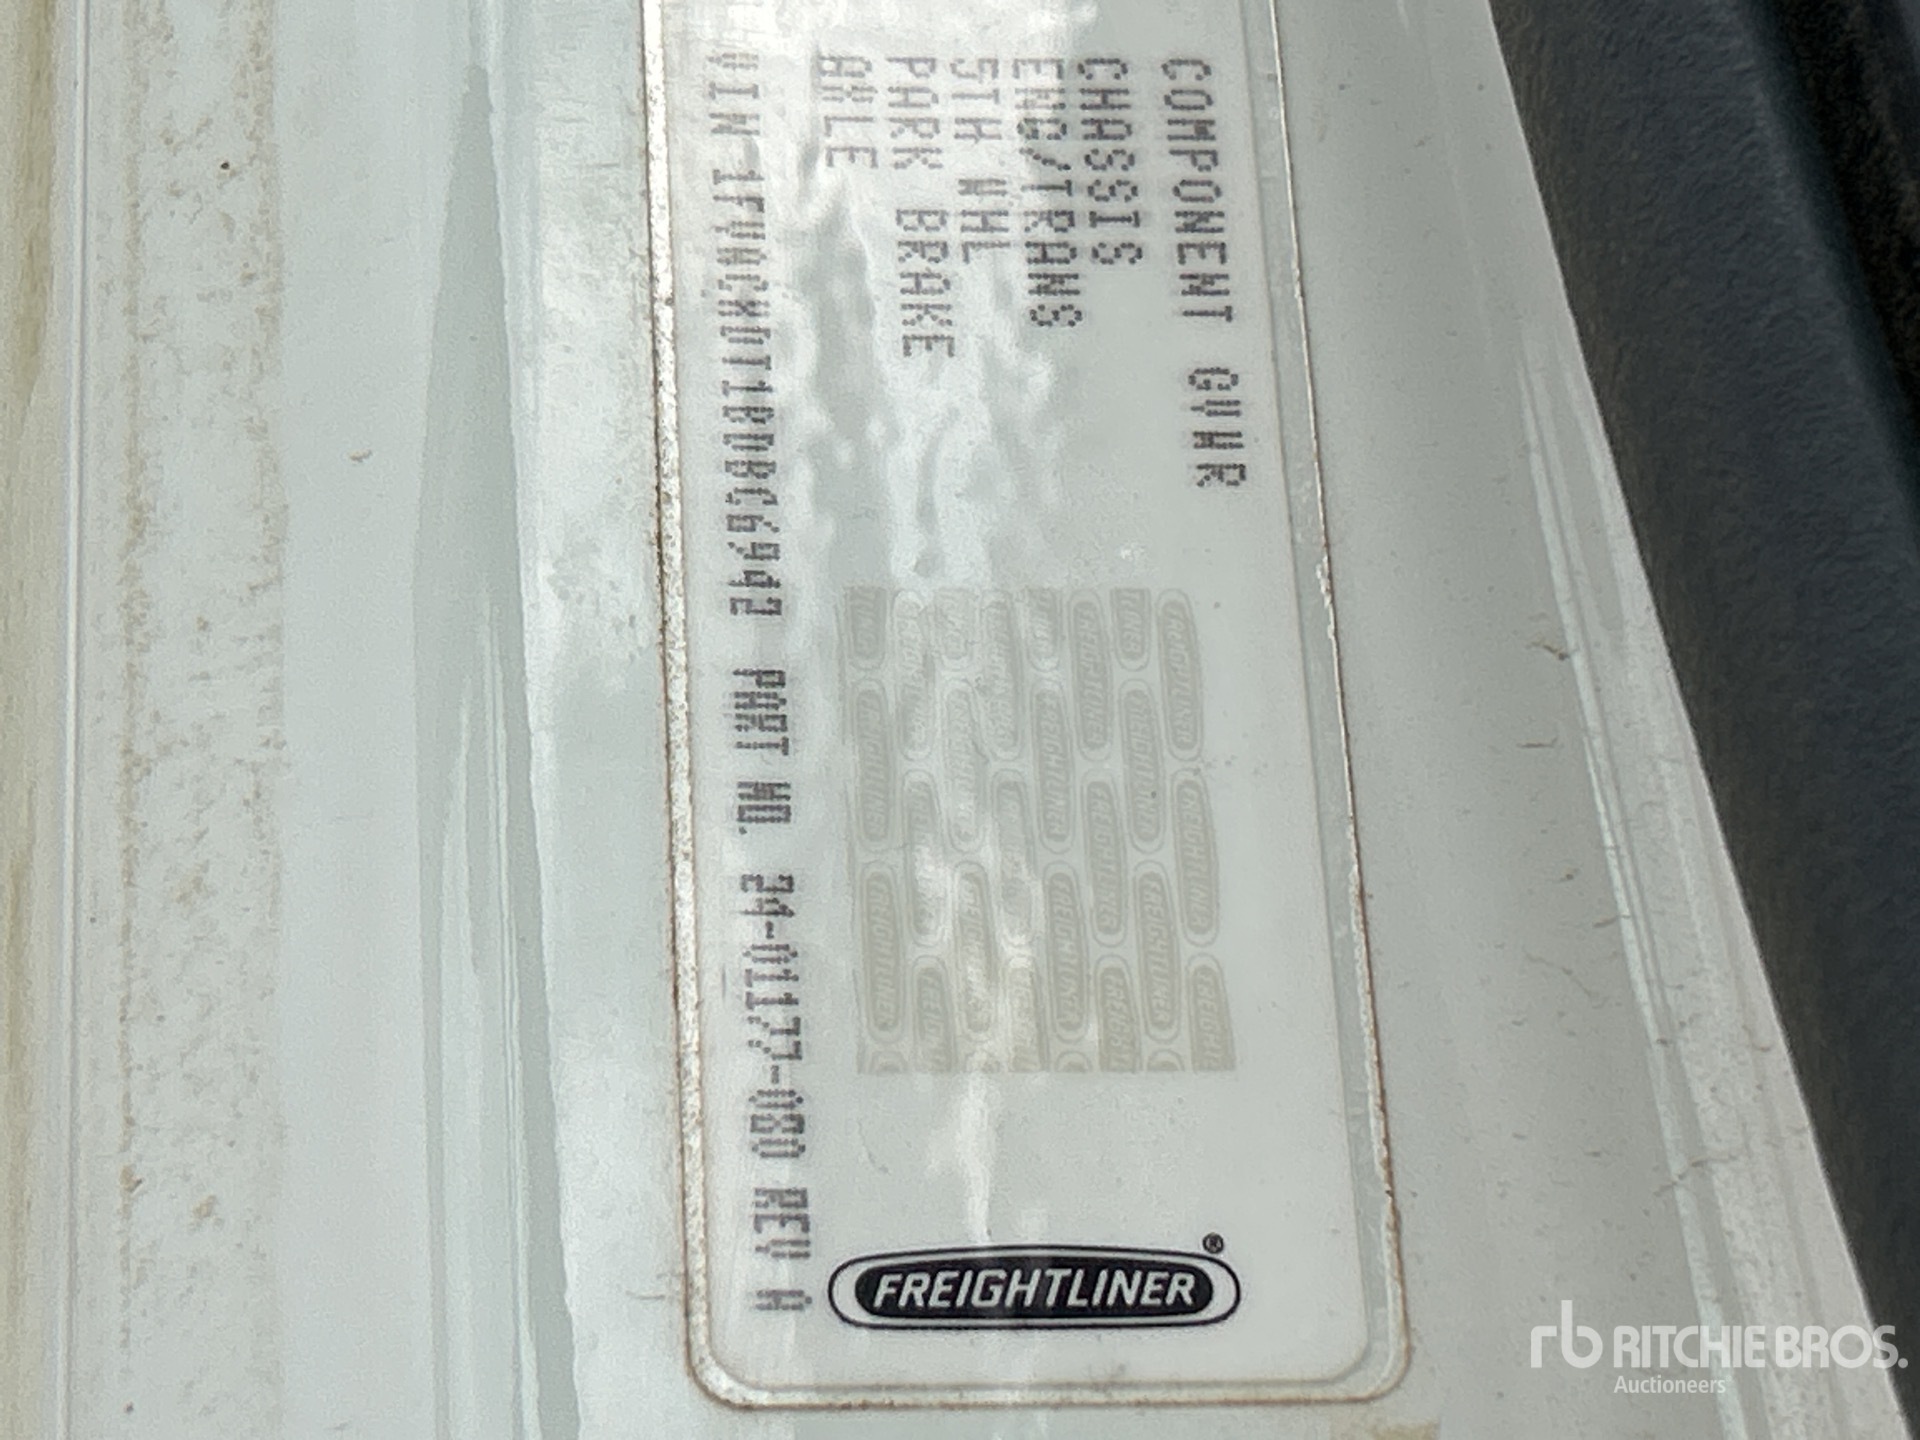 COMPONENT GVWR
CHASSIS
ENG/TRANS
5TH WHL
PARK BRAKE
AXLE
VIN 1FVACXDT1BDBC6942 PART NO. 24-01177-080 REV A
FREIGHTLINER®
rb RITCHIE BROS.
Auctioneers